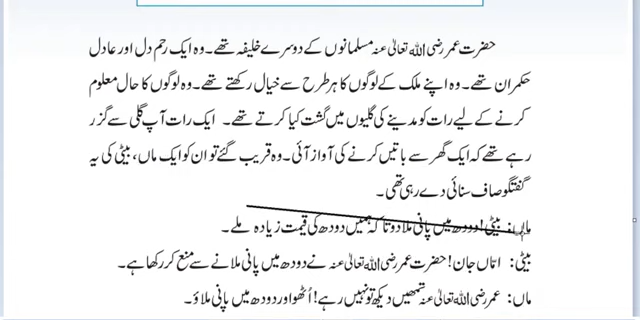 حضرت عمر رضی اللہ تعالیٰ عنہ مسلمانوں کے دوسرے خلیفہ تھے۔ وہ ایک رحم دل اور عادل
حکمران تھے۔ وہ اپنے ملک کے لوگوں کا ہر طرح سے خیال رکھتے تھے۔ وہ لوگوں کا حال معلوم
کرنے کے لیے رات کو مدینے کی گلیوں میں گشت کیا کرتے تھے۔ ایک رات آپ گلی سے گزر
رہے تھے کہ ایک گھر سے باتیں کرنے کی آواز آئی۔ وہ قریب گئے تو ان کو ایک ماں، بیٹی کی یہ
گفتگو صاف سنائی دے رہی تھی۔
ماں: بیٹی! دودھ میں پانی ملا دو تا کہ ہمیں دودھ کی قیمت زیادہ ملے۔
بیٹی: امّاں جان! حضرت عمر رضی اللہ تعالیٰ عنہ نے دودھ میں پانی ملانے سے منع کر رکھا ہے۔
ماں: عمر رضی اللہ تعالیٰ عنہ تمھیں دیکھ تو نہیں رہے! اُٹھو اور دودھ میں پانی ملاؤ۔